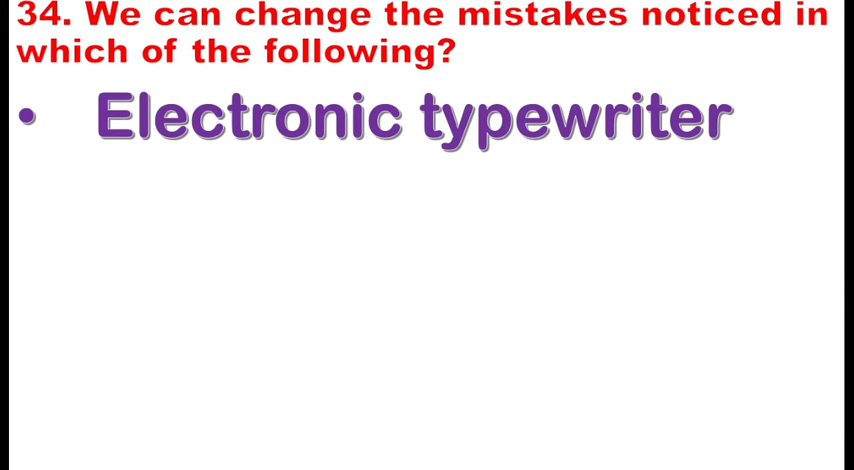 34. We can change the mistakes noticed in
which of the following?
• Electronic typewriter